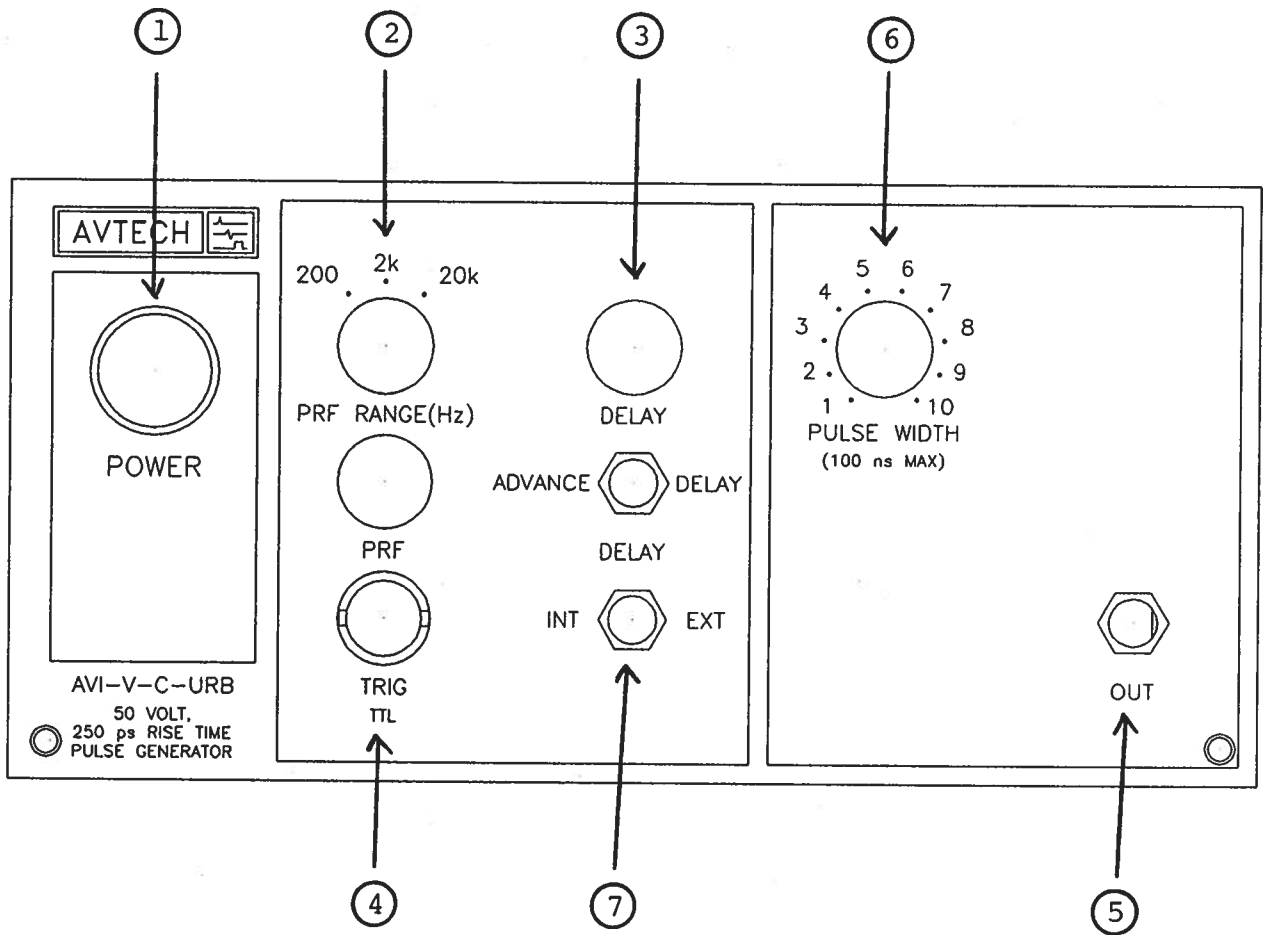 1 2 3 6
AVTECH
POWER
AVI-V-C-URB
50 VOLT,
250 ps RISE TIME
PULSE GENERATOR
200 2k 20k
PRF RANGE(Hz)
PRF
TRIG
TTL
DELAY
ADVANCE DELAY
DELAY
INT EXT
1 2 3 4 5 6 7 8 9 10
PULSE WIDTH
(100 ns MAX)
OUT
4 7 5